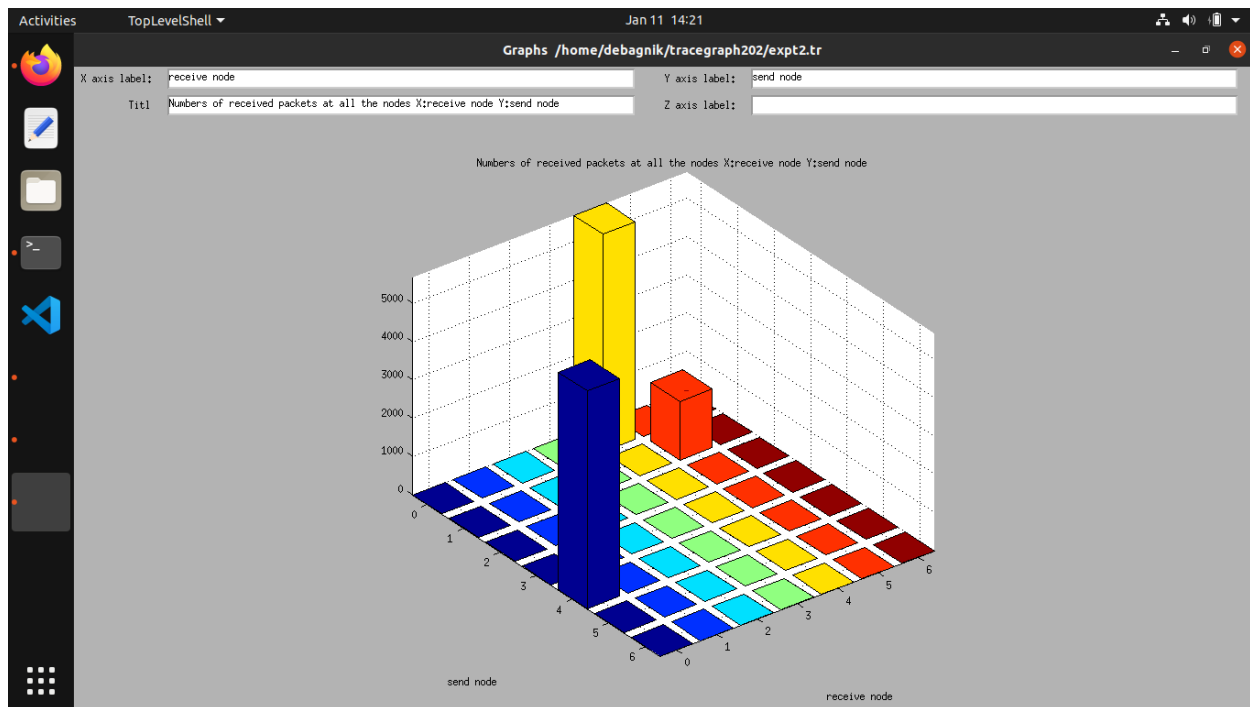 Activities TopLevelShell Jan 11 14:21
Graphs /home/debagnik/tracegraph202/expt2.tr
X axis label: receive node Y axis label: send node
Titl Numbers of received packets at all the nodes X:receive node Y:send node Z axis label:
Numbers of received packets at all the nodes X:receive node Y:send node
5000
4000
3000
2000
1000
0
0
1
2
3
4
5
6
0
1
2
3
4
5
6
send node
receive node